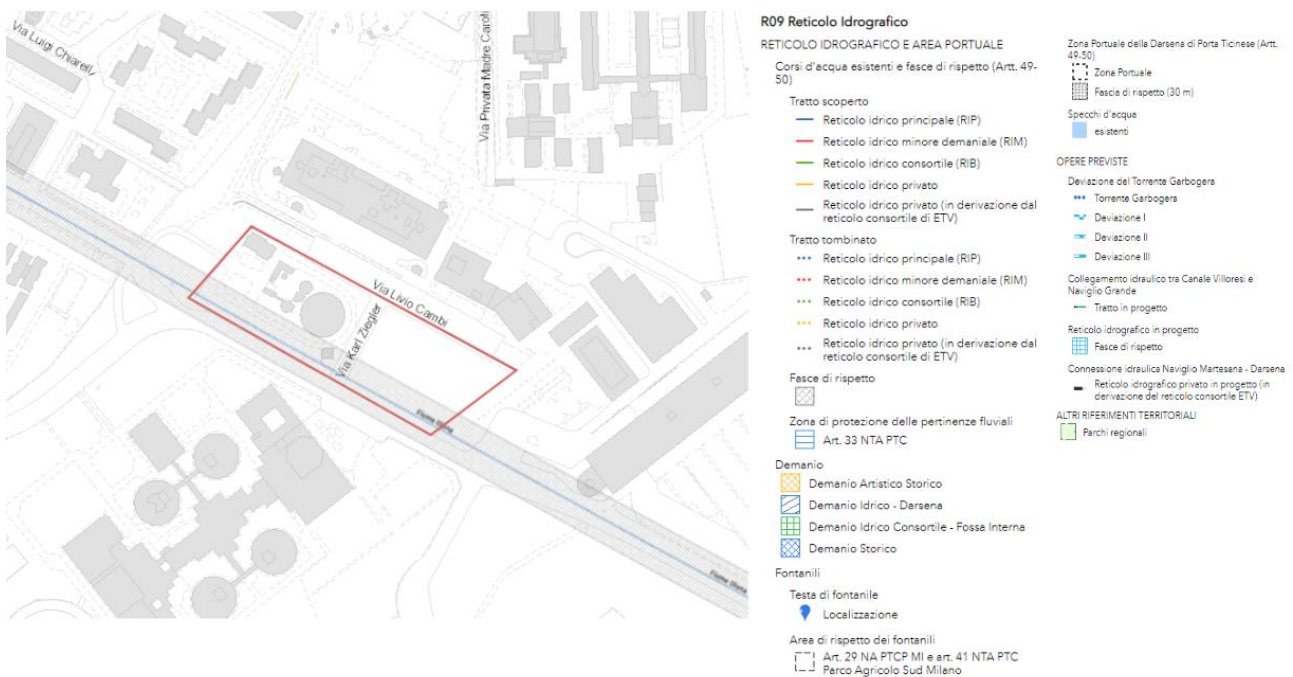 Via Luigi Chiarelly
Via Privata Madre Carol
Via Livio Cambi
Via Karl Ziegler
Fiume Olona
Fiume Olona
R09 Reticolo Idrografico
RETICOLO IDROGRAFICO E AREA PORTUALE
Corsi d'acqua esistenti e fasce di rispetto (Artt. 49-
50)
Tratto scoperto
Reticolo idrico principale (RIP)
Reticolo idrico minore demaniale (RIM)
Reticolo idrico consortile (RIB)
Reticolo idrico privato
Reticolo idrico privato (in derivazione dal
reticolo consortile di ETV)
Tratto tombinato
Reticolo idrico principale (RIP)
Reticolo idrico minore demaniale (RIM)
Reticolo idrico consortile (RIB)
Reticolo idrico privato
Reticolo idrico privato (in derivazione dal
reticolo consortile di ETV)
Fasce di rispetto
Zona di protezione delle pertinenze fluviali
Art. 33 NTA PTC
Demanio
Demanio Artistico Storico
Demanio Idrico - Darsena
Demanio Idrico Consortile - Fossa Interna
Demanio Storico
Fontanili
Testa di fontanile
Localizzazione
Area di rispetto dei fontanili
Art. 29 NA PTCP MI e art. 41 NTA PTC
Parco Agricolo Sud Milano
Zona Portuale della Darsena di Porta Ticinese (Artt.
49-50)
Zona Portuale
Fascia di rispetto (30 m)
Specchi d'acqua
esistenti
OPERE PREVISTE
Deviazione del Torrente Garbogera
Torrente Garbogera
Deviazione I
Deviazione II
Deviazione III
Collegamento idraulico tra Canale Villoresi e
Naviglio Grande
Tratto in progetto
Reticolo idrografico in progetto
Fasce di rispetto
Connessione idraulica Naviglio Martesana - Darsena
Reticolo idrografico privato in progetto (in
derivazione del reticolo consortile ETV)
ALTRI RIFERIMENTI TERRITORIALI
Parchi regionali